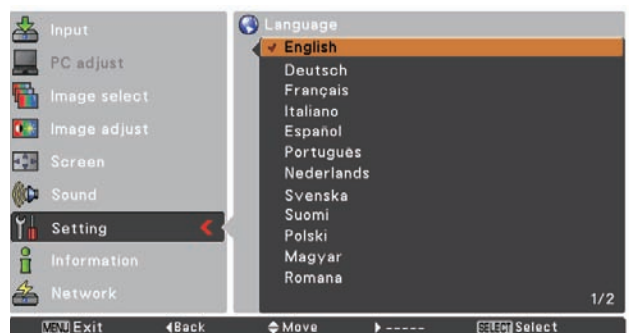 Input
PC adjust
Image select
Image adjust
Screen
Sound
Setting
Information
Network
Language
✔ English
Deutsch
Français
Italiano
Español
Português
Nederlands
Svenska
Suomi
Polski
Magyar
Romana
1/2
MENU Exit ◀Back ◆Move ▶ ----- SELECT Select